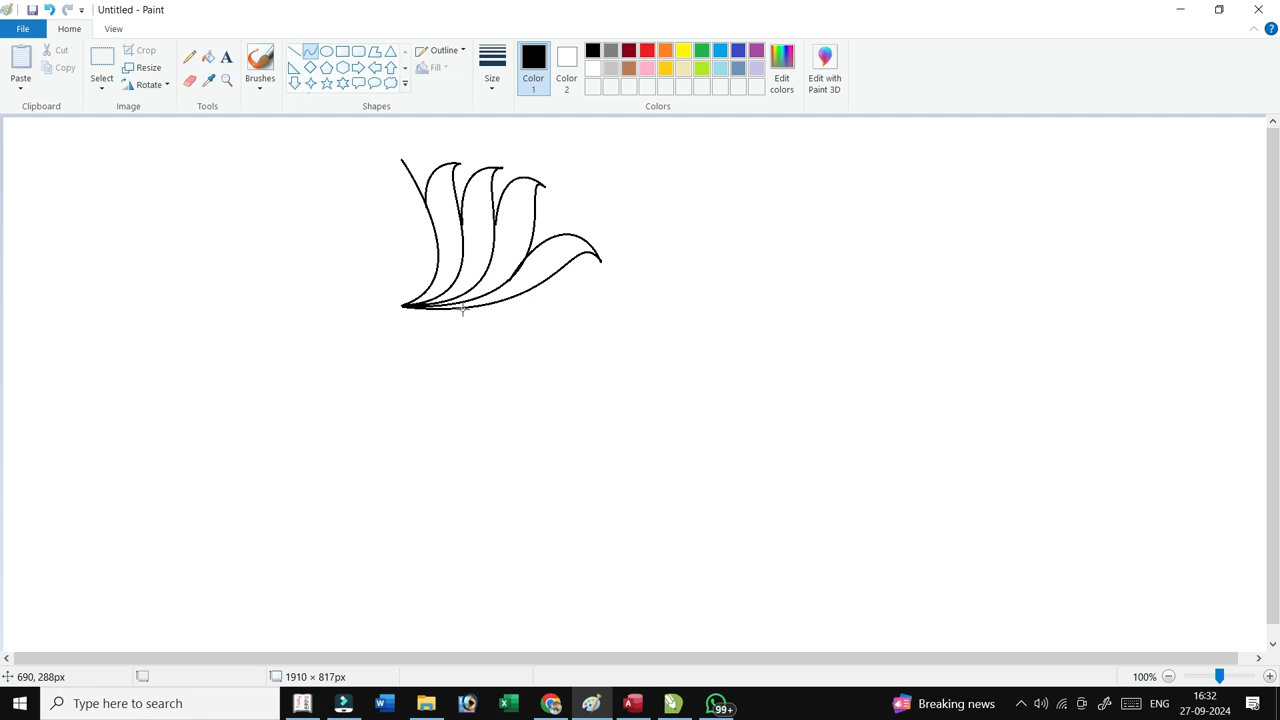 Untitled - Paint
File Home View
Paste
Cut
Copy
Clipboard
Select
Crop
Resize
Rotate
Image
A
Tools
Brushes
Outline
Fill
Shapes
Size
Color 1
Color 2
Edit colors
Colors
Edit with Paint 3D
690, 288px
1910 × 817px
100%
Type here to search
99+
Breaking news
ENG
16:32
27-09-2024